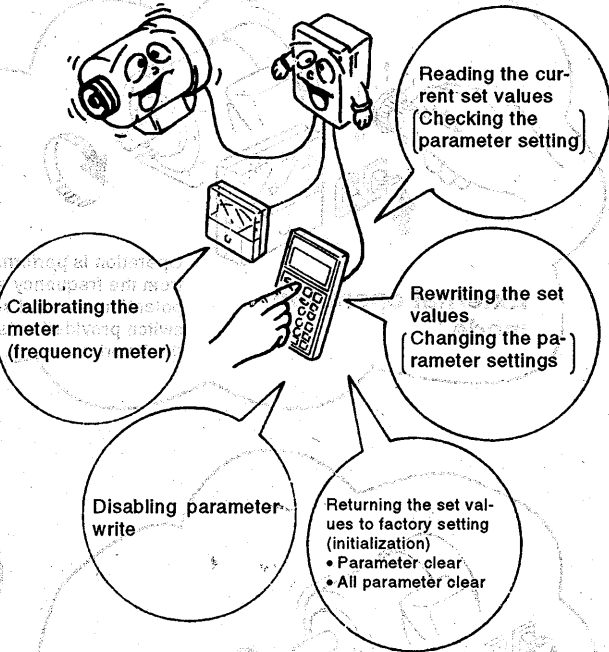 Reading the cur-
rent set values
[Checking the
parameter setting]
Calibrating the
meter
(frequency meter)
Rewriting the set
values
[Changing the pa-
rameter settings]
Disabling parameter
write
Returning the set val-
ues to factory setting
(initialization)
• Parameter clear
• All parameter clear